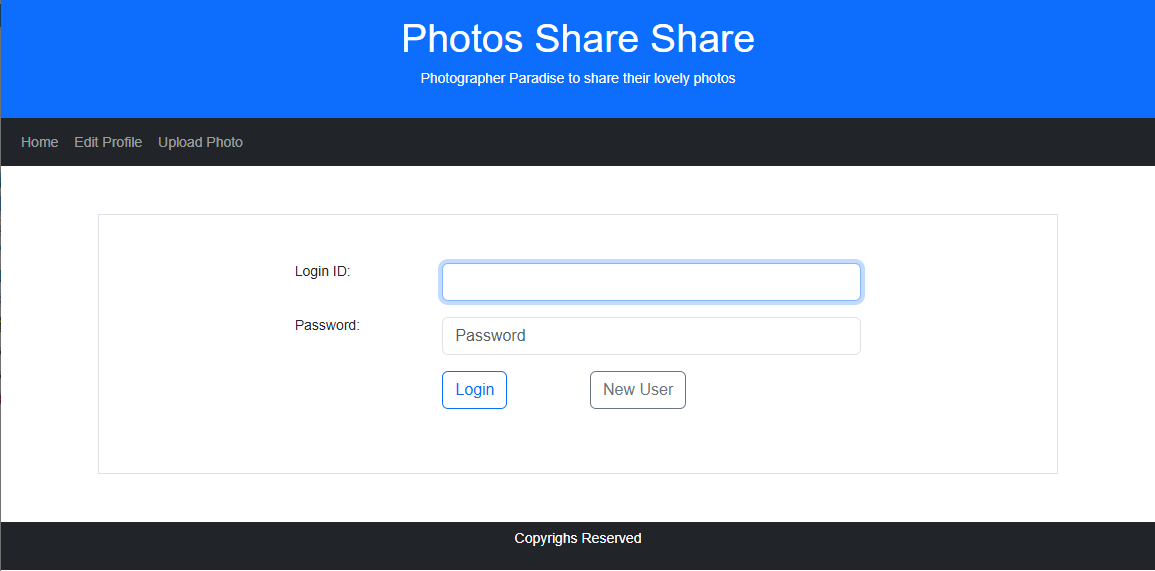 Photos Share Share
Photographer Paradise to share their lovely photos
Home Edit Profile Upload Photo
Login ID:
Password: Password
Login New User
Copyrighs Reserved